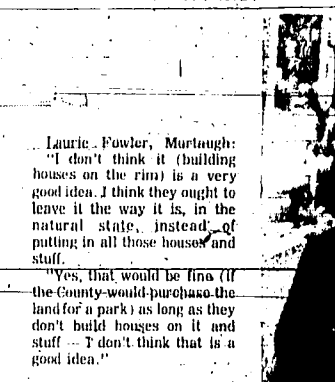 Laurie Fowler, Murtaugh:
"I don't think it (building
houses on the rim) is a very
good idea. I think they ought to
leave it the way it is, in the
natural state, instead of
putting in all those houses and
stuff.
"Yes, that would be fine (if
the County would purchase the
land for a park) as long as they
don't build houses on it and
stuff -- I don't think that is a
good idea."